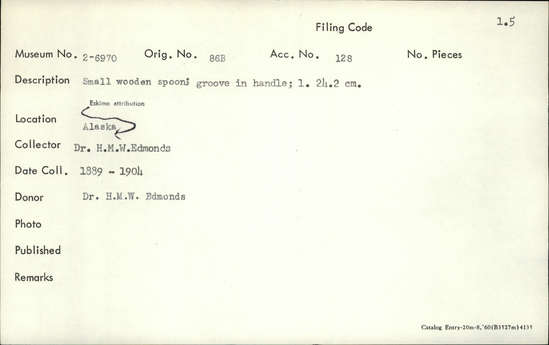 Filing Code 1.5
Museum No. 2-6970 Orig. No. 86B Acc. No. 128 No. Pieces
Description Small wooden spoon; groove in handle; l. 24.2 cm.
Eskimo attribution
Location Alaska
Collector Dr. H.M.W.Edmonds
Date Coll. 1889 - 1904
Donor Dr. H.M.W. Edmonds
Photo
Published
Remarks